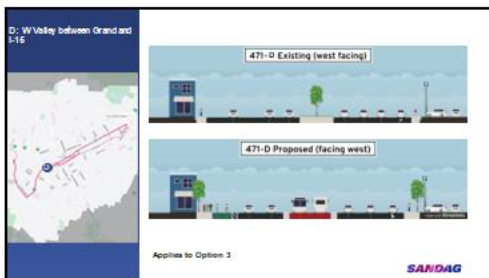 D: W Valley between Grand and
I-15
471-D Existing (west facing)
471-D Proposed (facing west)
Applies to Option 3
SANDAG